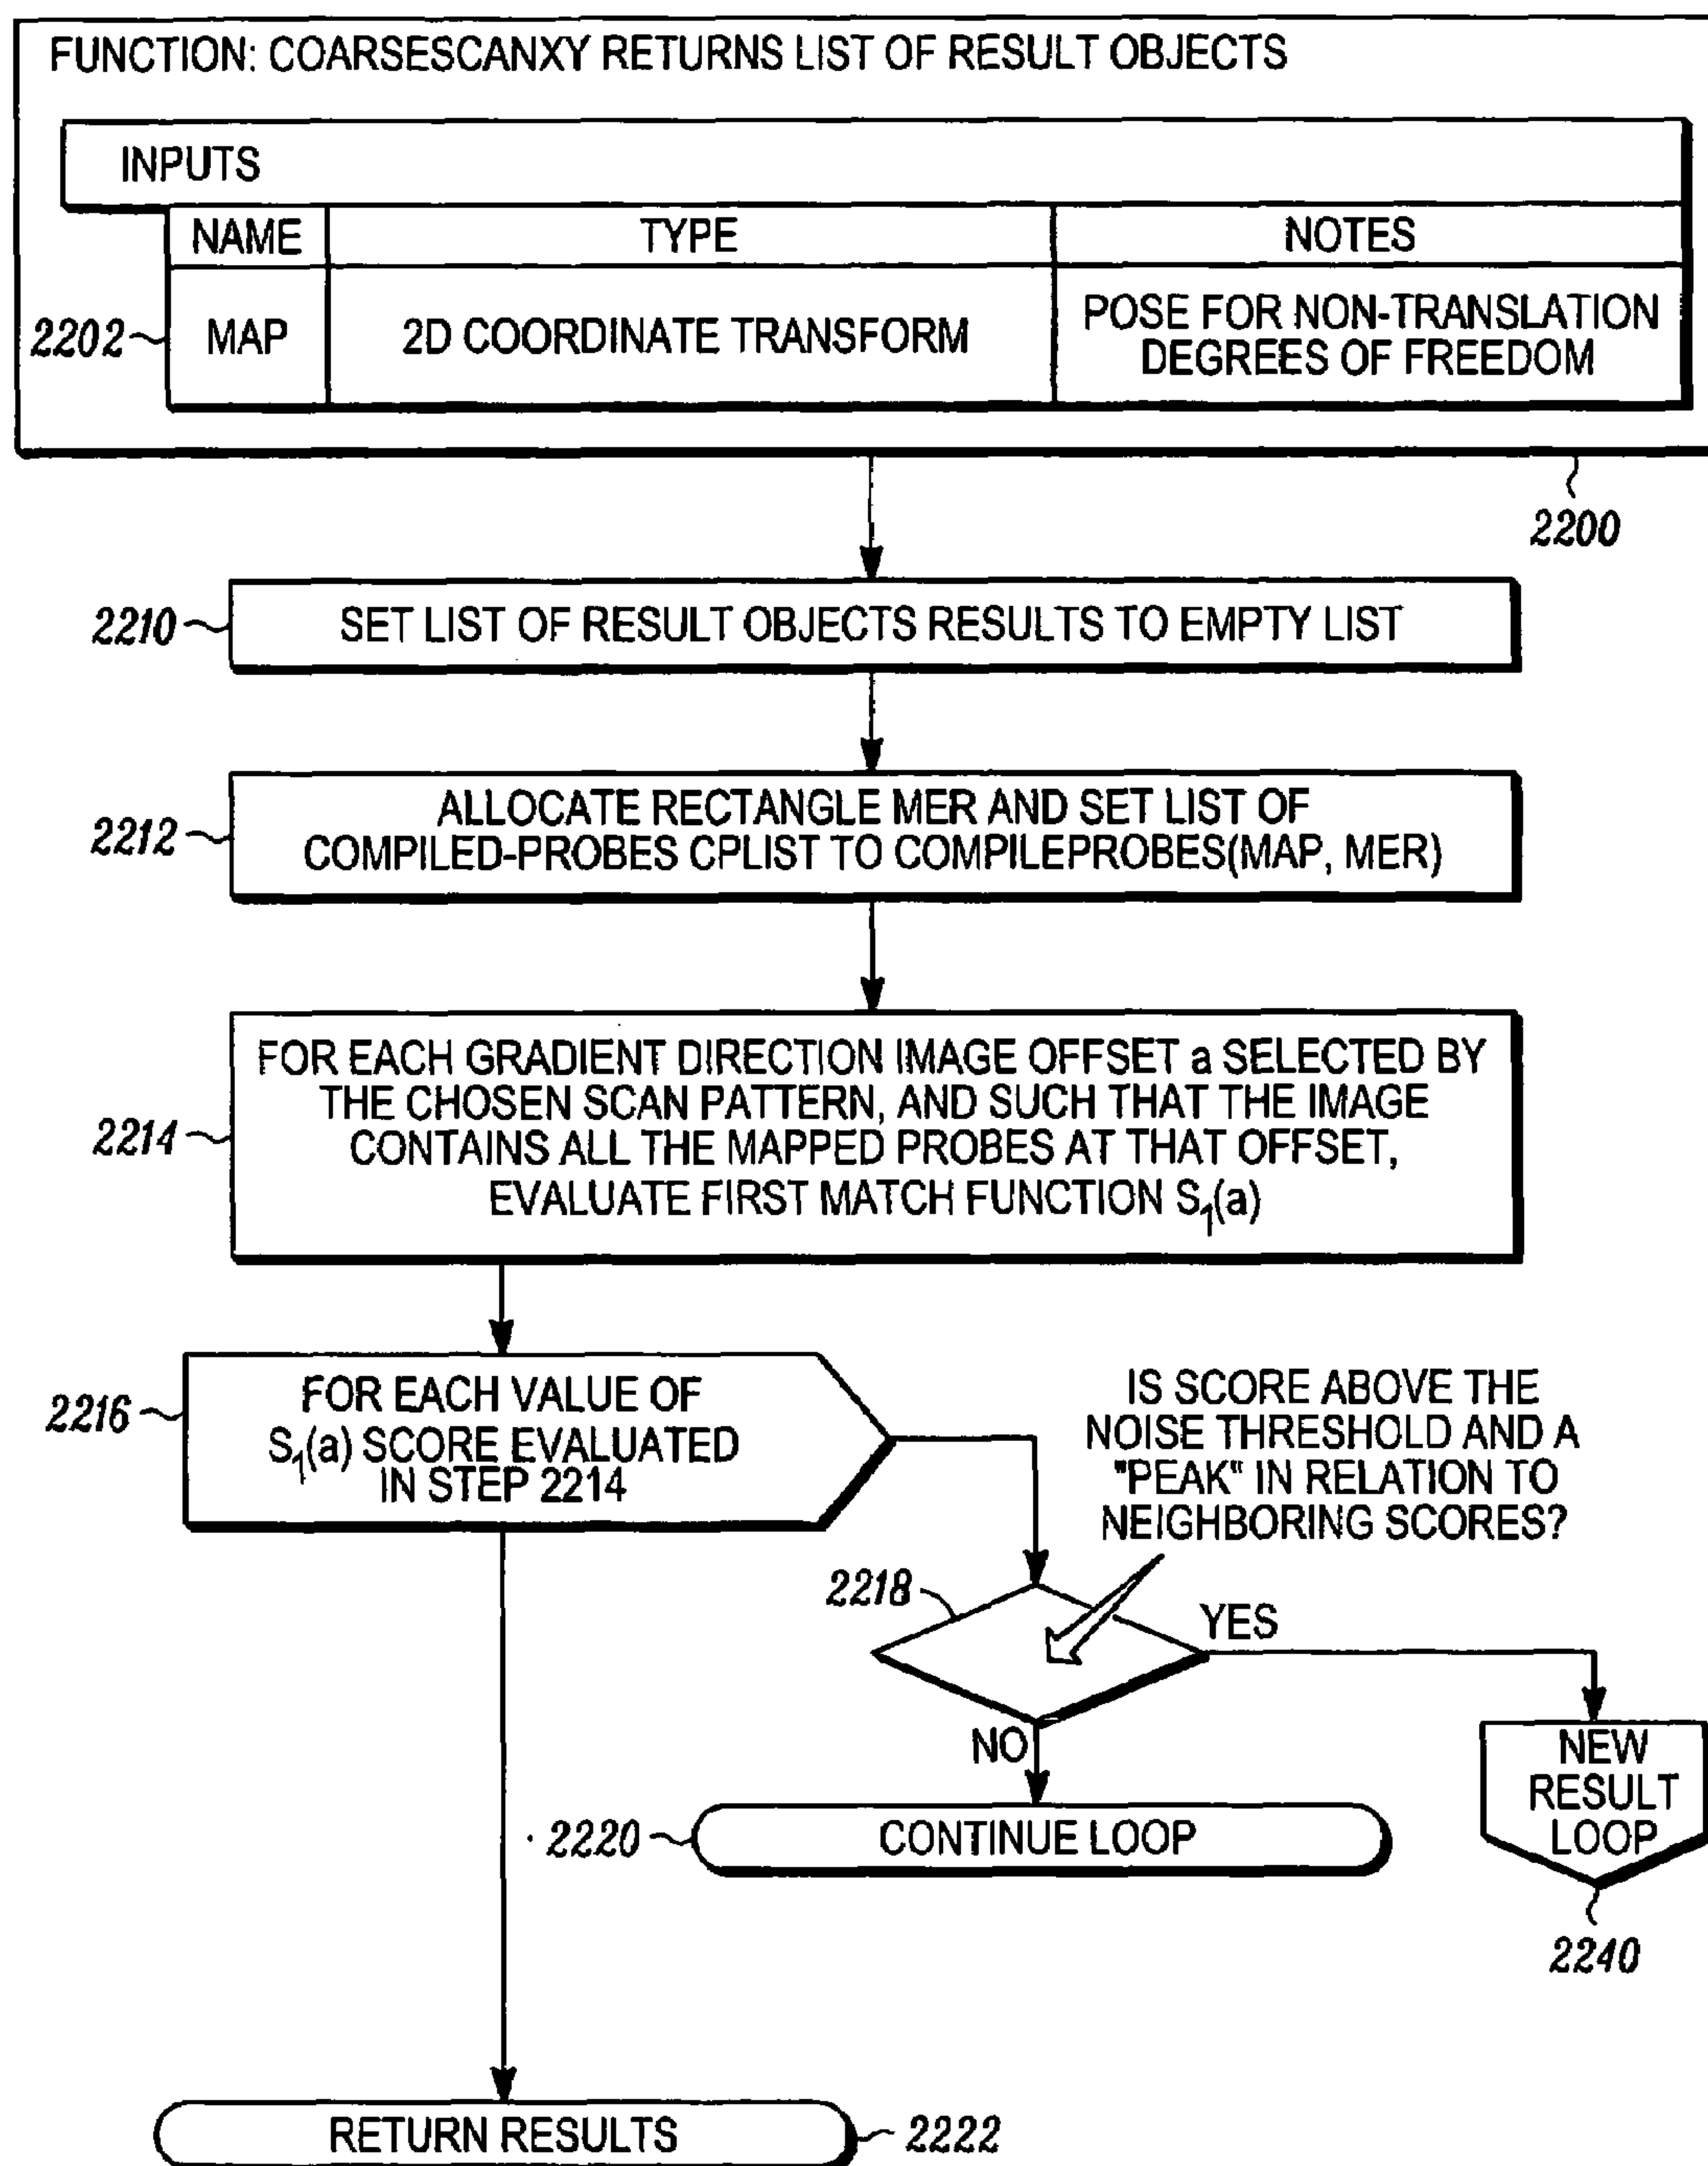 FUNCTION: COARSESCANXY RETURNS LIST OF RESULT OBJECTS
INPUTS
NAME TYPE NOTES
2202 MAP 2D COORDINATE TRANSFORM POSE FOR NON-TRANSLATION
DEGREES OF FREEDOM
2200
2210 SET LIST OF RESULT OBJECTS RESULTS TO EMPTY LIST
2212 ALLOCATE RECTANGLE MER AND SET LIST OF
COMPILED-PROBES CPLIST TO COMPILEPROBES(MAP, MER)
FOR EACH GRADIENT DIRECTION IMAGE OFFSET a SELECTED BY
THE CHOSEN SCAN PATTERN, AND SUCH THAT THE IMAGE
2214 CONTAINS ALL THE MAPPED PROBES AT THAT OFFSET,
EVALUATE FIRST MATCH FUNCTION S₁(a)
2216 FOR EACH VALUE OF
S₁(a) SCORE EVALUATED
IN STEP 2214
IS SCORE ABOVE THE
NOISE THRESHOLD AND A
"PEAK" IN RELATION TO
NEIGHBORING SCORES?
2218
YES
NO
NEW
RESULT
LOOP
2220 CONTINUE LOOP
2240
RETURN RESULTS 2222